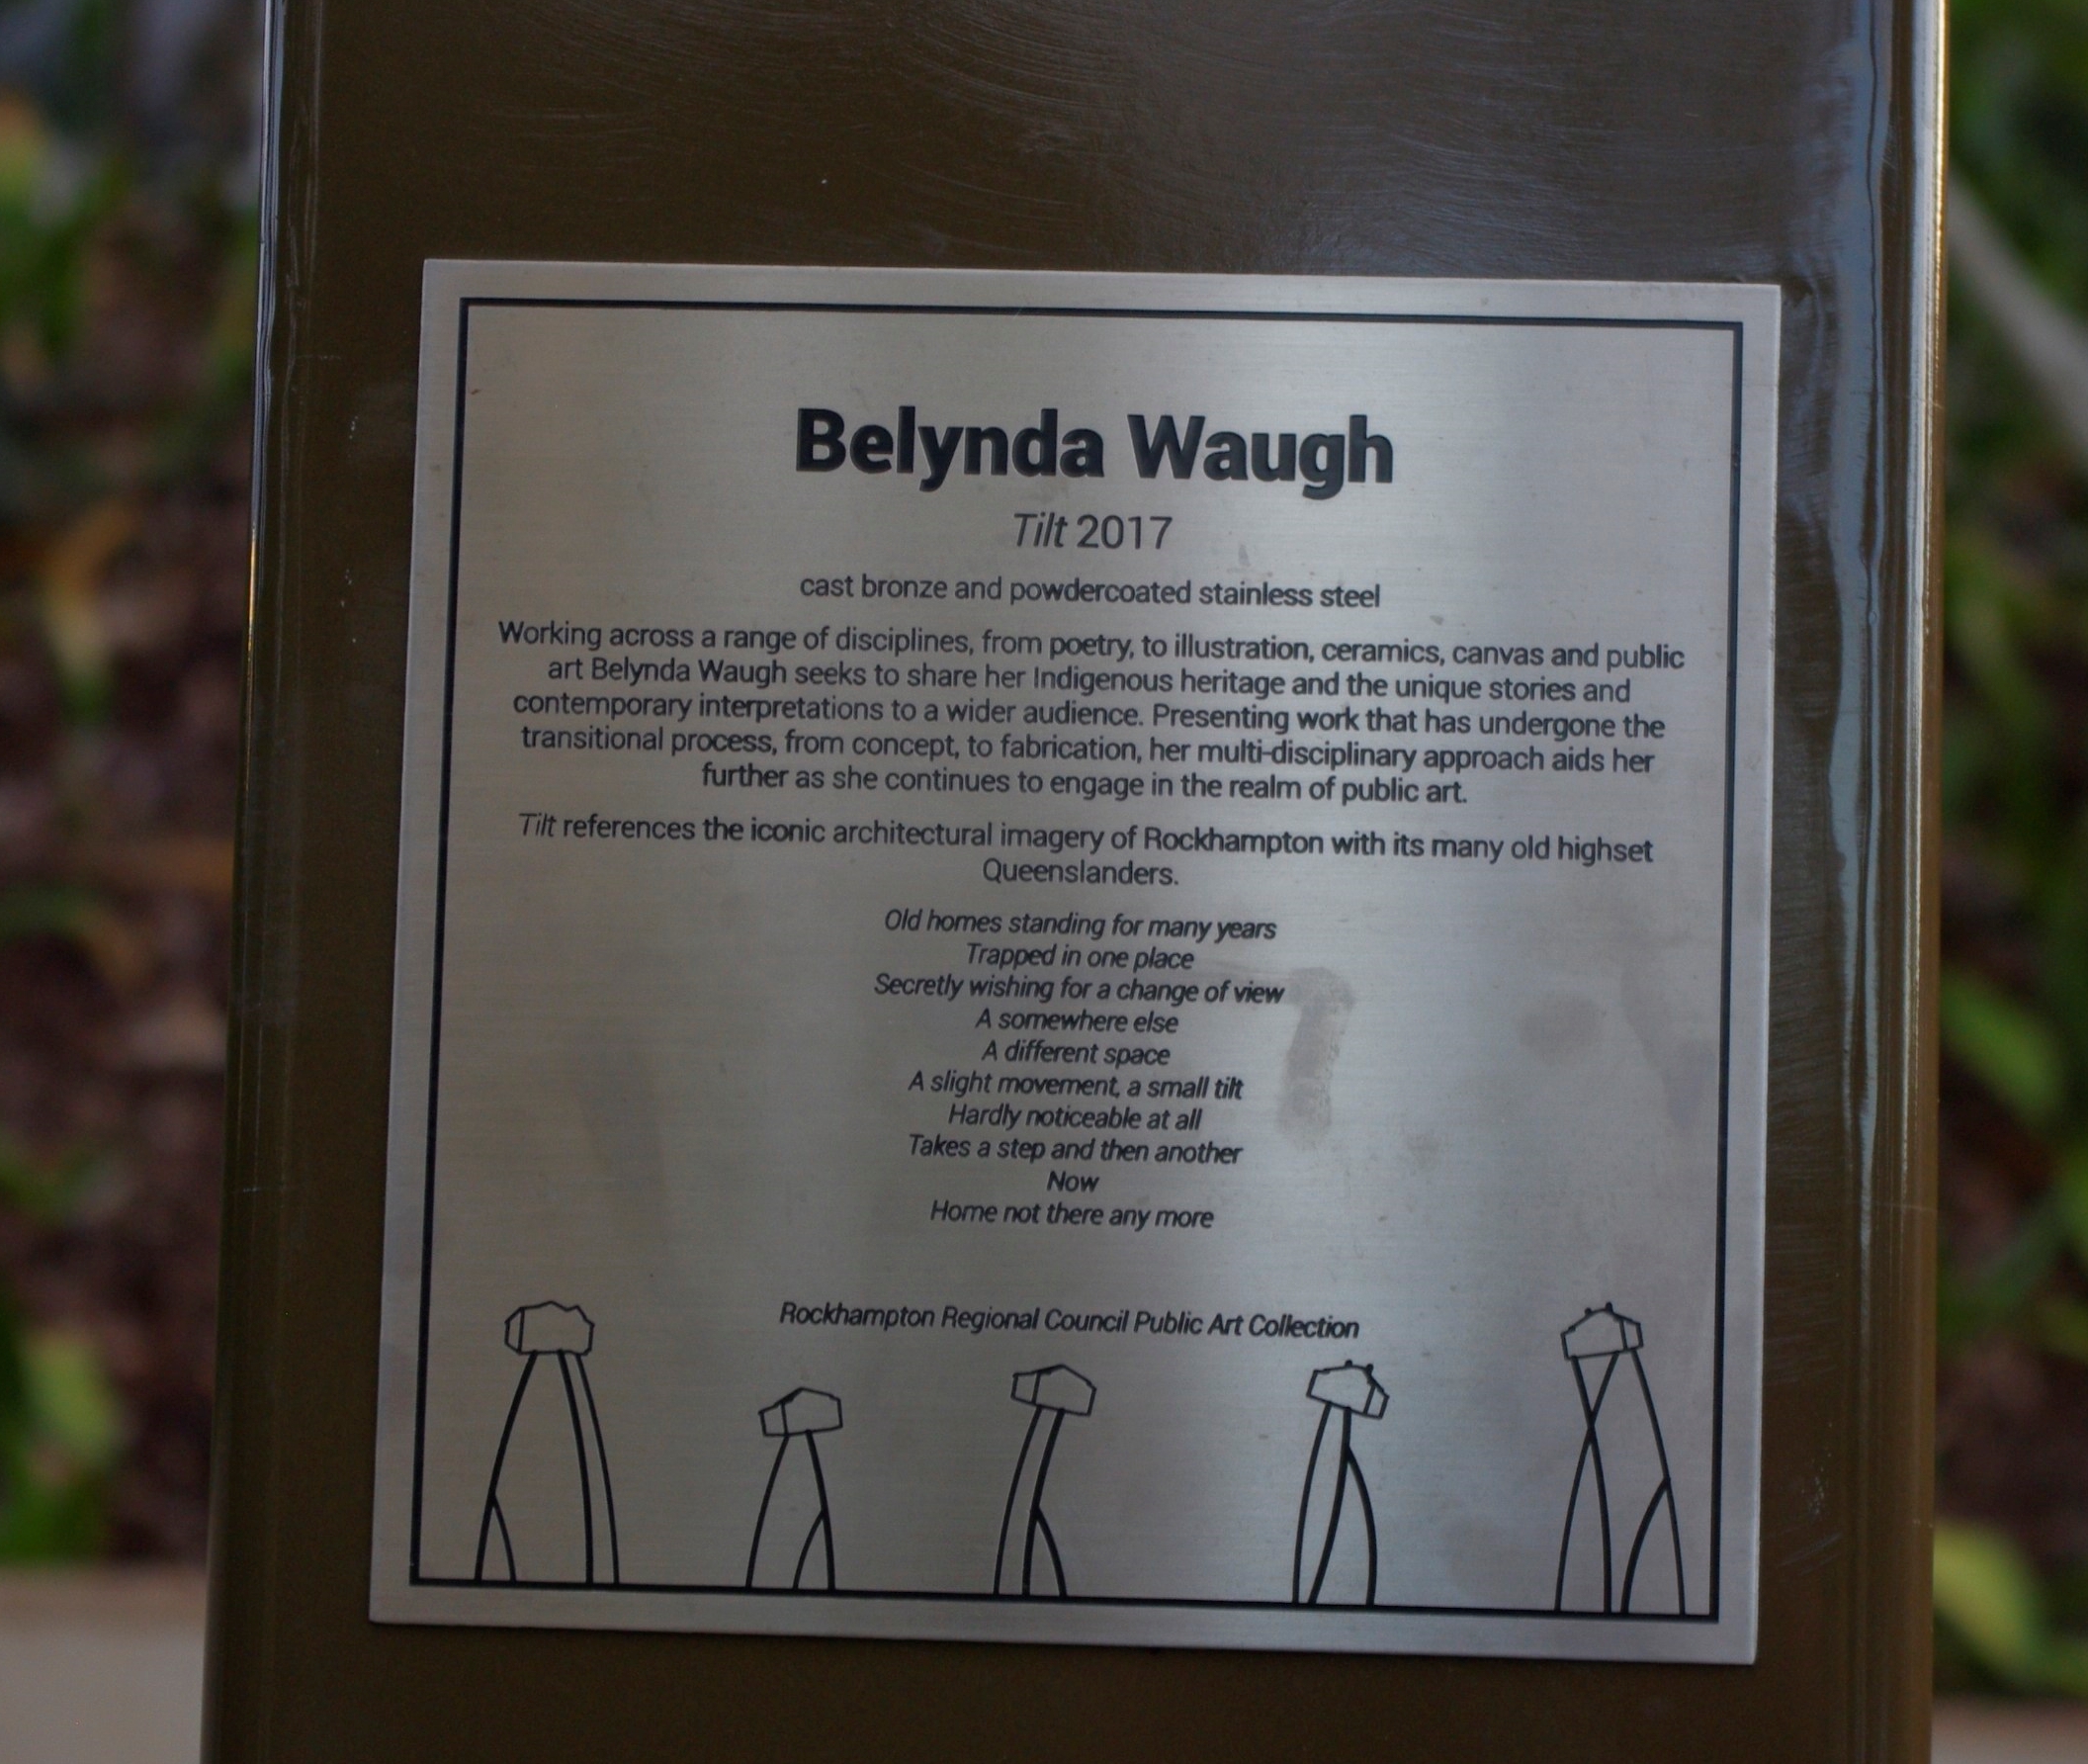 Belynda Waugh
Tilt 2017
cast bronze and powdercoated stainless steel
Working across a range of disciplines, from poetry, to illustration, ceramics, canvas and public
art Belynda Waugh seeks to share her Indigenous heritage and the unique stories and
contemporary interpretations to a wider audience. Presenting work that has undergone the
transitional process, from concept, to fabrication, her multi-disciplinary approach aids her
further as she continues to engage in the realm of public art.
Tilt references the iconic architectural imagery of Rockhampton with its many old highset
Queenslanders.
Old homes standing for many years
Trapped in one place
Secretly wishing for a change of view
A somewhere else
A different space
A slight movement, a small tilt
Hardly noticeable at all
Takes a step and then another
Now
Home not there any more
Rockhampton Regional Council Public Art Collection